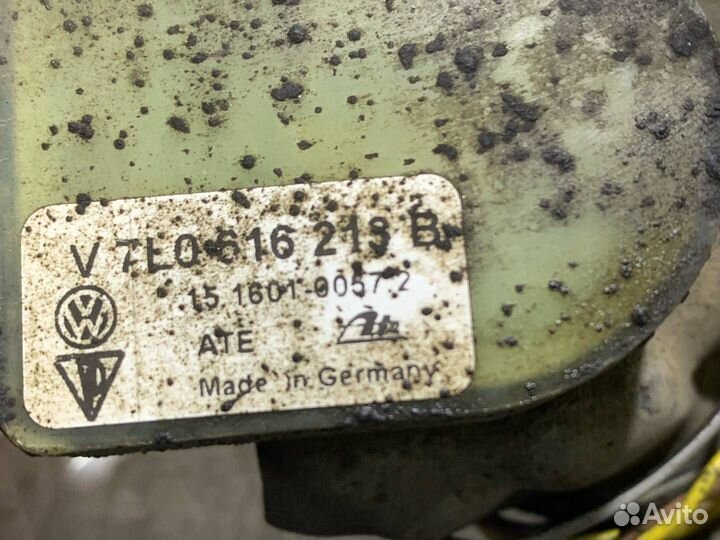 V 7L0 616 213 B
15.1601-0057.2
ATE
Made in Germany
Avito